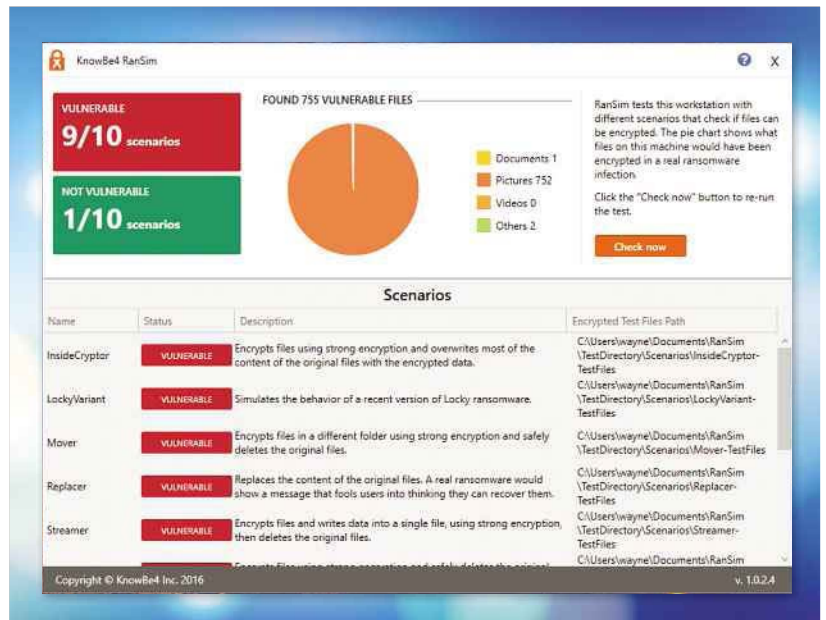 KnowBe4 RanSim
X
VULNERABLE
9/10 scenarios
NOT VULNERABLE
1/10 scenarios
FOUND 755 VULNERABLE FILES
Documents 1
Pictures 752
Videos 0
Others 2
RanSim tests this workstation with
different scenarios that check if files can
be encrypted. The pie chart shows what
files on this machine would have been
encrypted in a real ransomware
infection.
Click the "Check now" button to re-run
the test.
Check now
Scenarios
Name Status Description Encrypted Test Files Path
InsideCryptor
VULNERABLE
Encrypts files using strong encryption and overwrites most of the
content of the original files with the encrypted data.
C:\Users\wayne\Documents\RanSim
\TestDirectory\Scenarios\InsideCryptor-
TestFiles
LockyVariant
VULNERABLE
Simulates the behavior of a recent version of Locky ransomware.
C:\Users\wayne\Documents\RanSim
\TestDirectory\Scenarios\LockyVariant-
TestFiles
Mover
VULNERABLE
Encrypts files in a different folder using strong encryption and safely
deletes the original files.
C:\Users\wayne\Documents\RanSim
\TestDirectory\Scenarios\Mover-TestFiles
Replacer
VULNERABLE
Replaces the content of the original files. A real ransomware would
show a message that fools users into thinking they can recover them.
C:\Users\wayne\Documents\RanSim
\TestDirectory\Scenarios\Replacer-
TestFiles
Streamer
VULNERABLE
Encrypts files and writes data into a single file, using strong encryption,
then deletes the original files.
C:\Users\wayne\Documents\RanSim
\TestDirectory\Scenarios\Streamer-
TestFiles
C:\Users\wayne\Documents\RanSim
Copyright © KnowBe4 Inc. 2016
v. 1.0.2.4